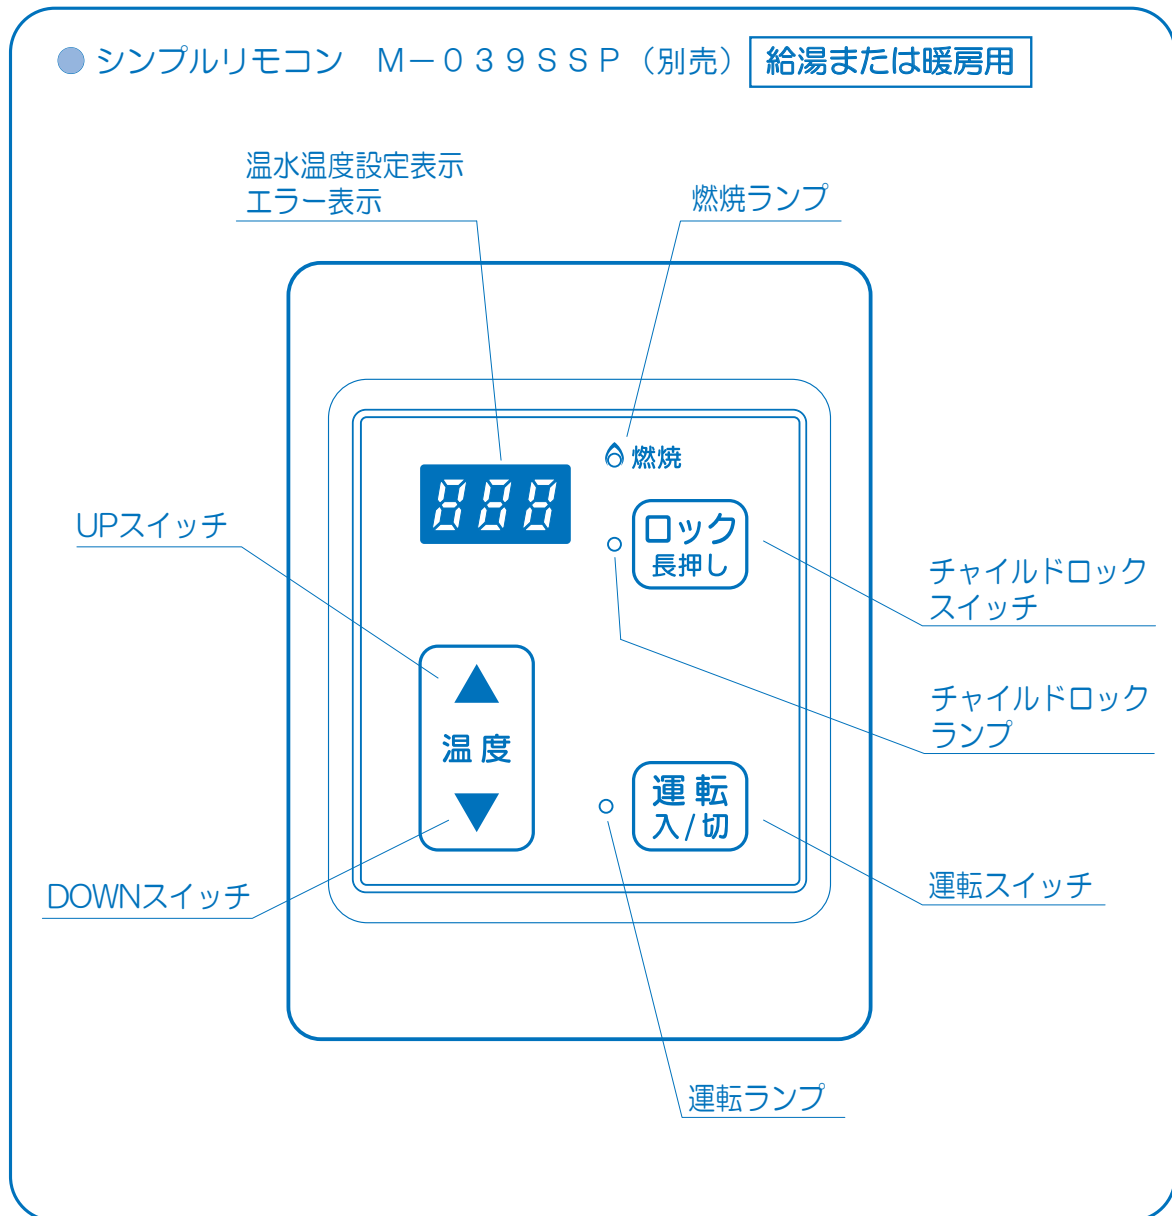 シンプルリモコン　M－０３９ＳＳＰ（別売） 給湯または暖房用
温水温度設定表示
エラー表示
燃焼ランプ
燃焼
888
UPスイッチ
ロック
長押し
チャイルドロック
スイッチ
チャイルドロック
ランプ
温度
運転
入/切
DOWNスイッチ
運転スイッチ
運転ランプ